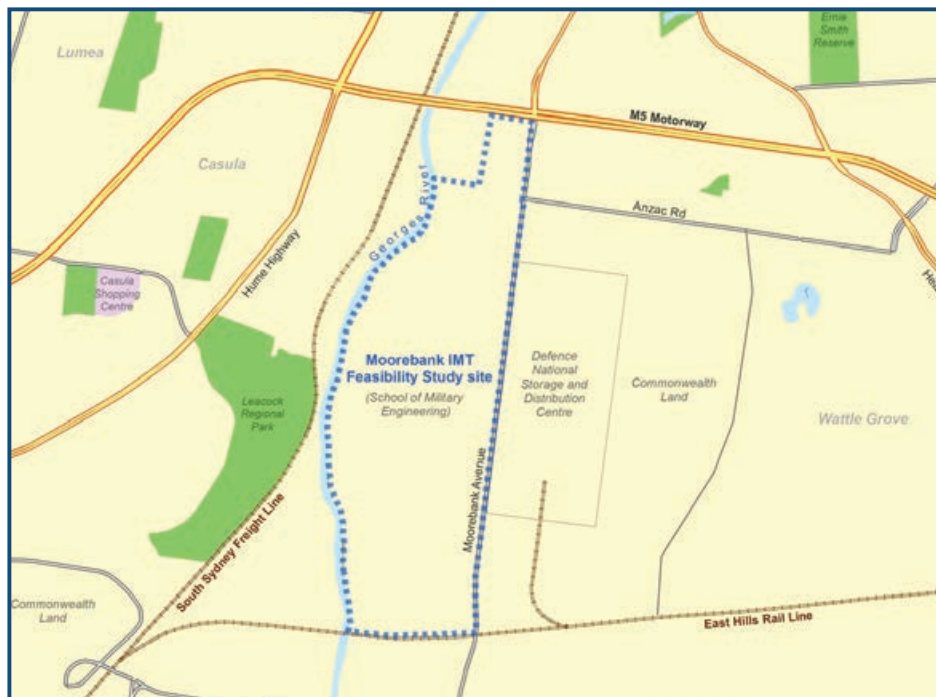 Ernie
Smith
Reserve
Lumea
M5 Motorway
Casula
Georges River
Anzac Rd
Hume Highway
Casula
Shopping
Centre
Moorebank IMT
Feasibility Study site
(School of Military
Engineering)
Defence
National
Storage and
Distribution
Centre
Commonwealth
Land
Leacock
Regional
Park
Wattle Grove
Moorebank Avenue
South Sydney Freight Line
Commonwealth
Land
East Hills Rail Line